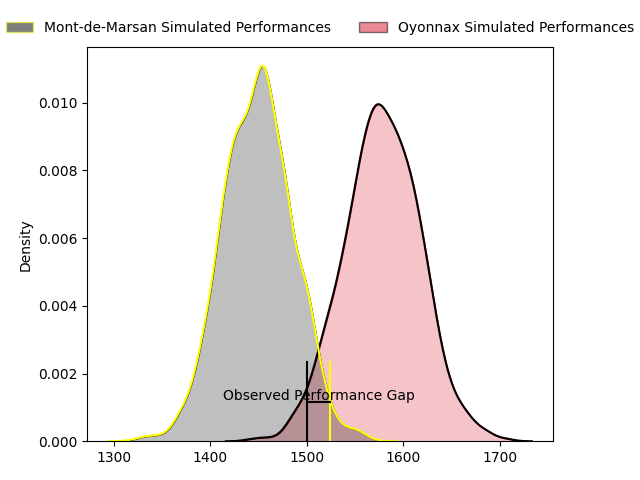 Mont-de-Marsan Simulated Performances
Oyonnax Simulated Performances
0.010
0.008
0.006
0.004
0.002
0.000
Density
Observed Performance Gap
1300 1400 1500 1600 1700